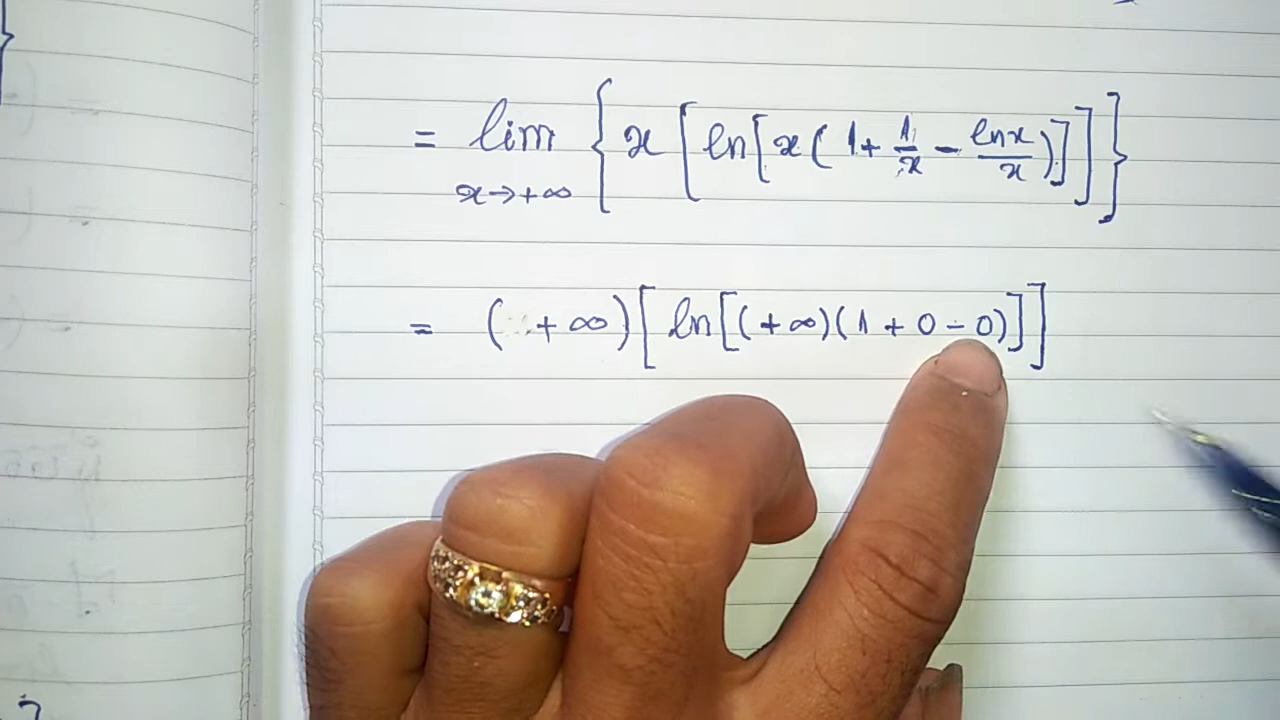 = lim x→+∞ { x [ ln[ x ( 1 + 1/x - lnx/x ) ] ] }
= ( +∞ ) [ ln[ (+∞)(1 + 0 - 0) ] ]